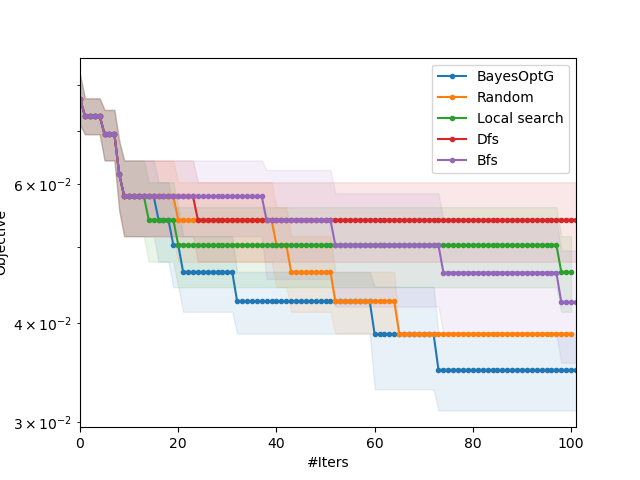 BayesOptG
Random
Local search
Dfs
Bfs
6 × 10⁻²
4 × 10⁻²
3 × 10⁻²
Objective
0 20 40 60 80 100
#Iters